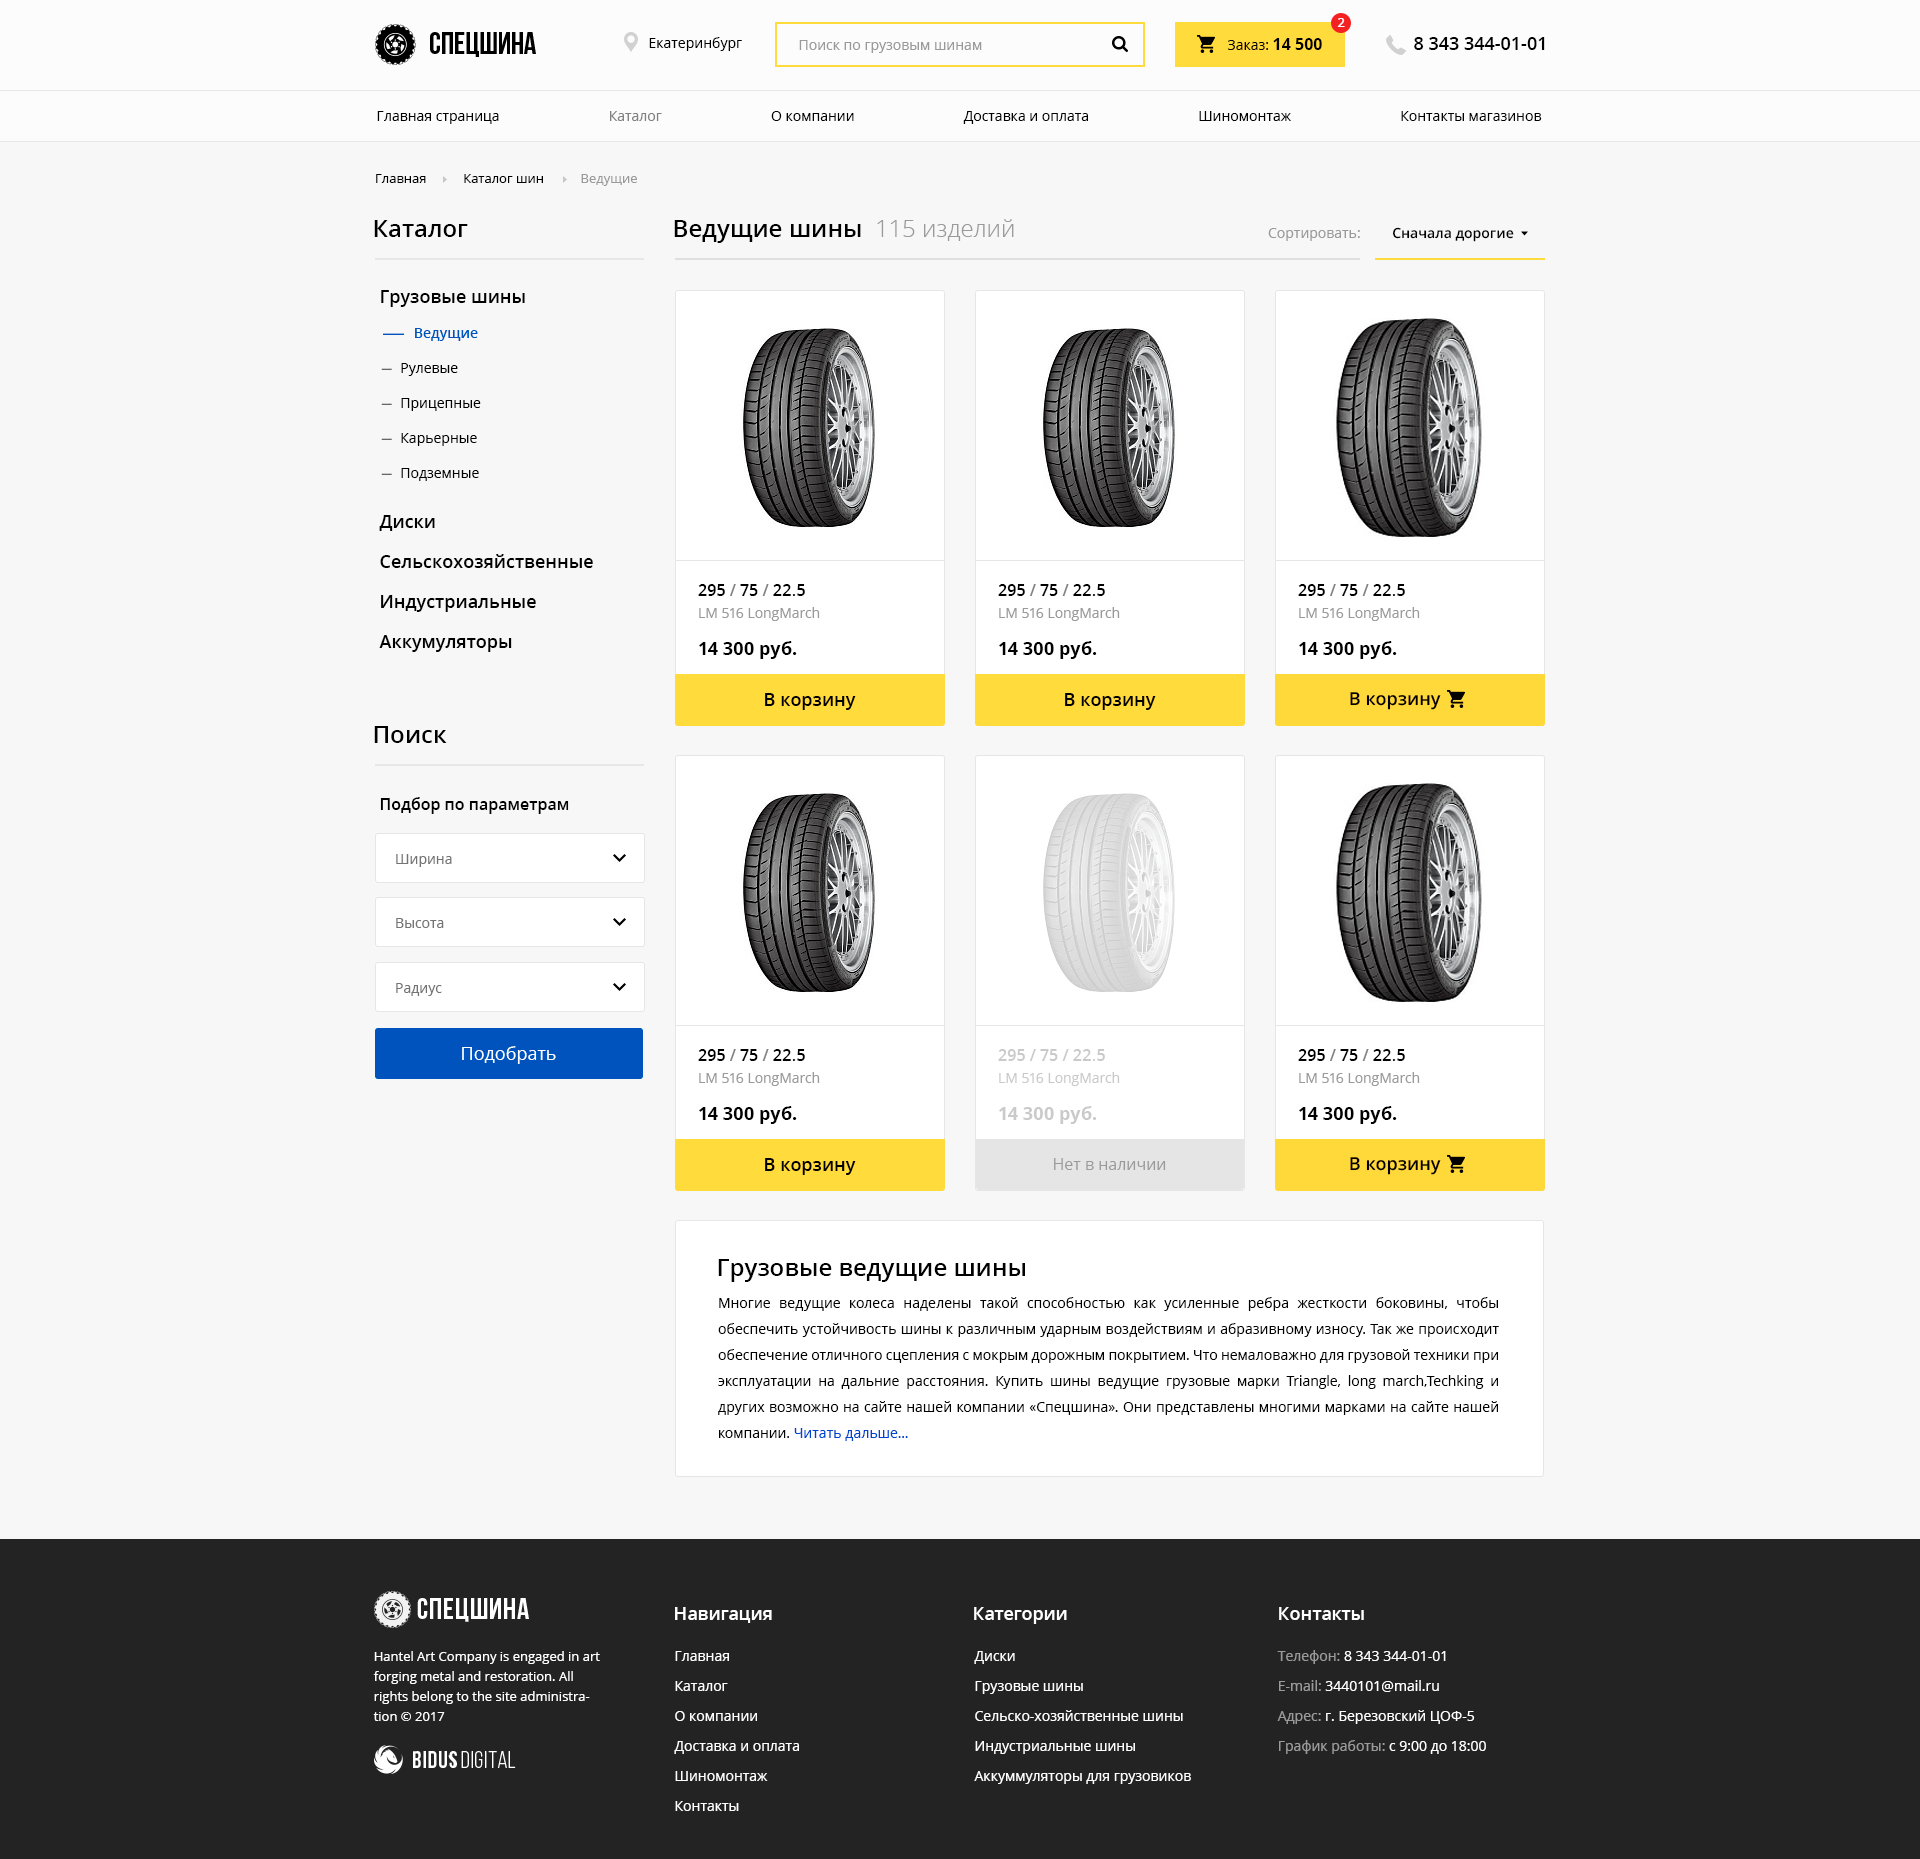 СПЕЦШИНА
Екатеринбург
Поиск по грузовым шинам
Заказ: 14 500
2
8 343 344-01-01
Главная страница
Каталог
О компании
Доставка и оплата
Шиномонтаж
Контакты магазинов
Главная
Каталог шин
Ведущие
Каталог
Грузовые шины
Ведущие
Рулевые
Прицепные
Карьерные
Подземные
Диски
Сельскохозяйственные
Индустриальные
Аккумуляторы
Поиск
Подбор по параметрам
Ширина
Высота
Радиус
Подобрать
Ведущие шины 115 изделий
Сортировать:
Сначала дорогие
295 / 75 / 22.5
LM 516 LongMarch
14 300 руб.
В корзину
295 / 75 / 22.5
LM 516 LongMarch
14 300 руб.
В корзину
295 / 75 / 22.5
LM 516 LongMarch
14 300 руб.
В корзину
295 / 75 / 22.5
LM 516 LongMarch
14 300 руб.
В корзину
295 / 75 / 22.5
LM 516 LongMarch
14 300 руб.
Нет в наличии
295 / 75 / 22.5
LM 516 LongMarch
14 300 руб.
В корзину
Грузовые ведущие шины
Многие ведущие колеса наделены такой способностью как усиленные ребра жесткости боковины, чтобы
обеспечить устойчивость шины к различным ударным воздействиям и абразивному износу. Так же происходит
обеспечение отличного сцепления с мокрым дорожным покрытием. Что немаловажно для грузовой техники при
эксплуатации на дальние расстояния. Купить шины ведущие грузовые марки Triangle, long march,Techking и
других возможно на сайте нашей компании «Спецшина». Они представлены многими марками на сайте нашей
компании. Читать дальше...
СПЕЦШИНА
Hantel Art Company is engaged in art
forging metal and restoration. All
rights belong to the site administra-
tion © 2017
BIDUS DIGITAL
Навигация
Главная
Каталог
О компании
Доставка и оплата
Шиномонтаж
Контакты
Категории
Диски
Грузовые шины
Сельско-хозяйственные шины
Индустриальные шины
Аккуммуляторы для грузовиков
Контакты
Телефон: 8 343 344-01-01
E-mail: 3440101@mail.ru
Адрес: г. Березовский ЦОФ-5
График работы: с 9:00 до 18:00